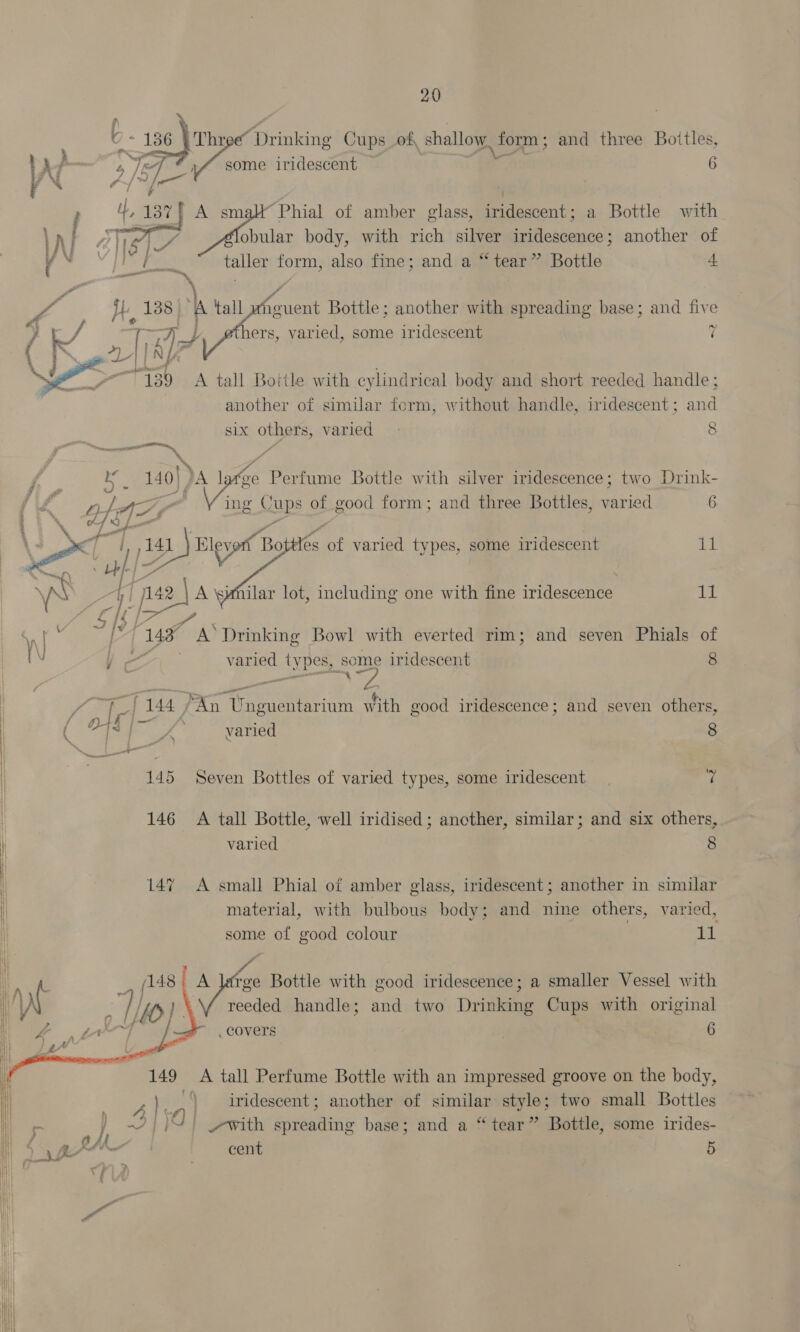 20
136 Three Drinking Cups of shallow form; and three Bottles,
some iridescent 6
137 A small Phial of amber glass, iridescent; a Bottle with
globular body, with rich silver iridescence; another of
taller form, also fine; and a “tear” Bottle 4
138 A tall unguent Bottle; another with spreading base; and five
others, varied, some iridescent 7
139 A tall Bottle with cylindrical body and short reeded handle;
another of similar form, without handle, iridescent; and
six others, varied 8
140 A large Perfume Bottle with silver iridescence; two Drink-
ing Cups of good form; and three Bottles, varied 6
141 Eleven Bottles of varied types, some iridescent 11
142 A similar lot, including one with fine iridescence 11
143 A Drinking Bowl with everted rim; and seven Phials of
varied types, some iridescent 8
144 An Unguentarium with good iridescence; and seven others,
varied 8
145 Seven Bottles of varied types, some iridescent 7
146 A tall Bottle, well iridised; another, similar; and six others,
varied 8
147 A small Phial of amber glass, iridescent; another in similar
material, with bulbous body; and nine others, varied,
some of good colour 11
148 A large Bottle with good iridescence; a smaller Vessel with
reeded handle; and two Drinking Cups with original
covers 6
149 A tall Perfume Bottle with an impressed groove on the body,
iridescent; another of similar style; two small Bottles
with spreading base; and a “tear” Bottle, some irides-
cent 5